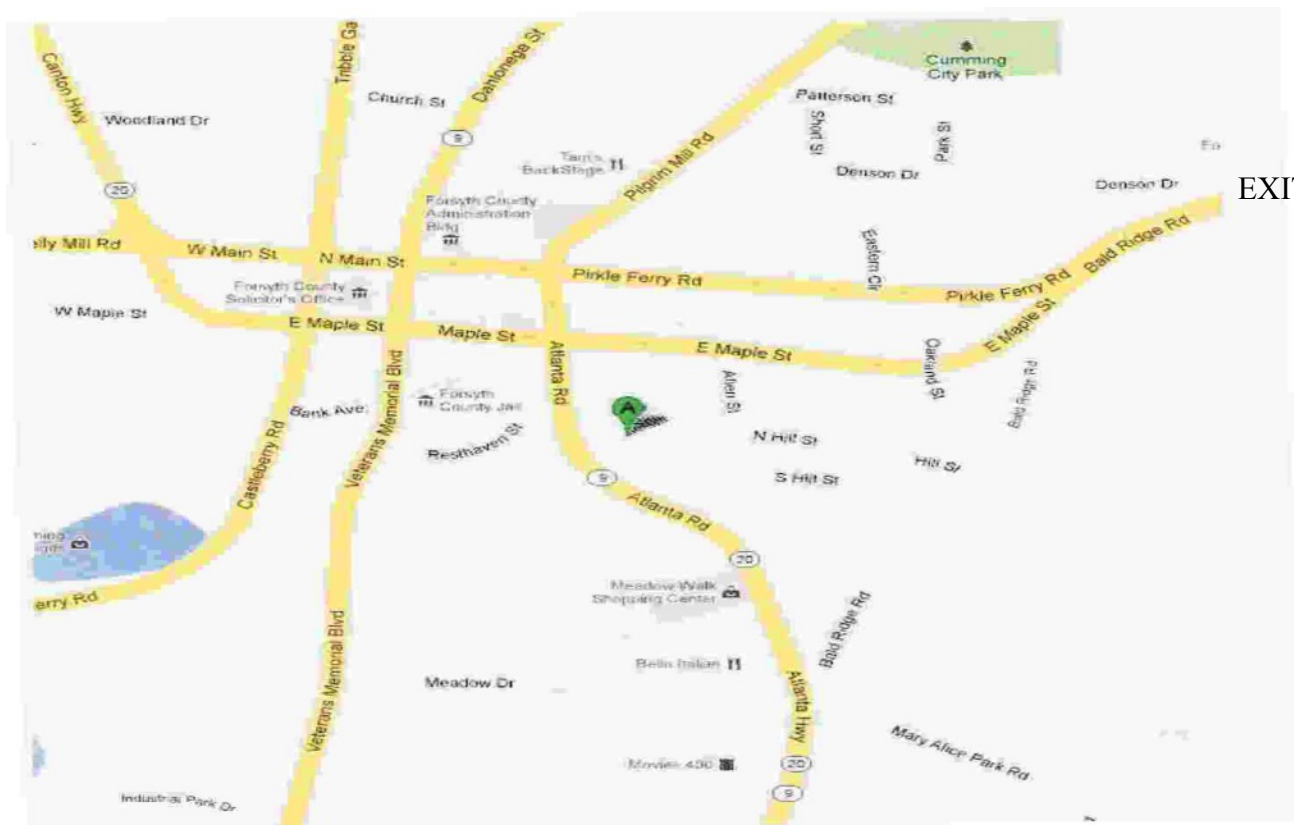 Canton Hwy
Tribble Ga
Dahlonega St
Church St
Woodland Dr
9
20
Cumming
City Park
Patterson St
Short St
Park St
Denson Dr
Denson Dr
EXIT
Tam's
BackStage
Pilgrim Mill Rd
Forsyth County
Administration
Bldg
elly Mill Rd
W Main St
N Main St
Pirkle Ferry Rd
Eastern Cir
Pirkle Ferry Rd
Bald Ridge Rd
Forsyth County
Solicitor's Office
W Maple St
E Maple St
Maple St
E Maple St
E Maple St
Atlanta Rd
Veterans Memorial Blvd
Castleberry Rd
Bank Ave
Forsyth
County Jail
Resthaven St
A
Allen St
Oakland St
Bald Ridge Rd
N Hill St
S Hill St
Hill St
9
Atlanta Rd
20
erry Rd
Meadow Walk
Shopping Center
Bald Ridge Rd
Veterans Memorial Blvd
Meadow Dr
Atlanta Hwy
Movies 400
20
9
Mary Alice Park Rd
Industrial Park Dr